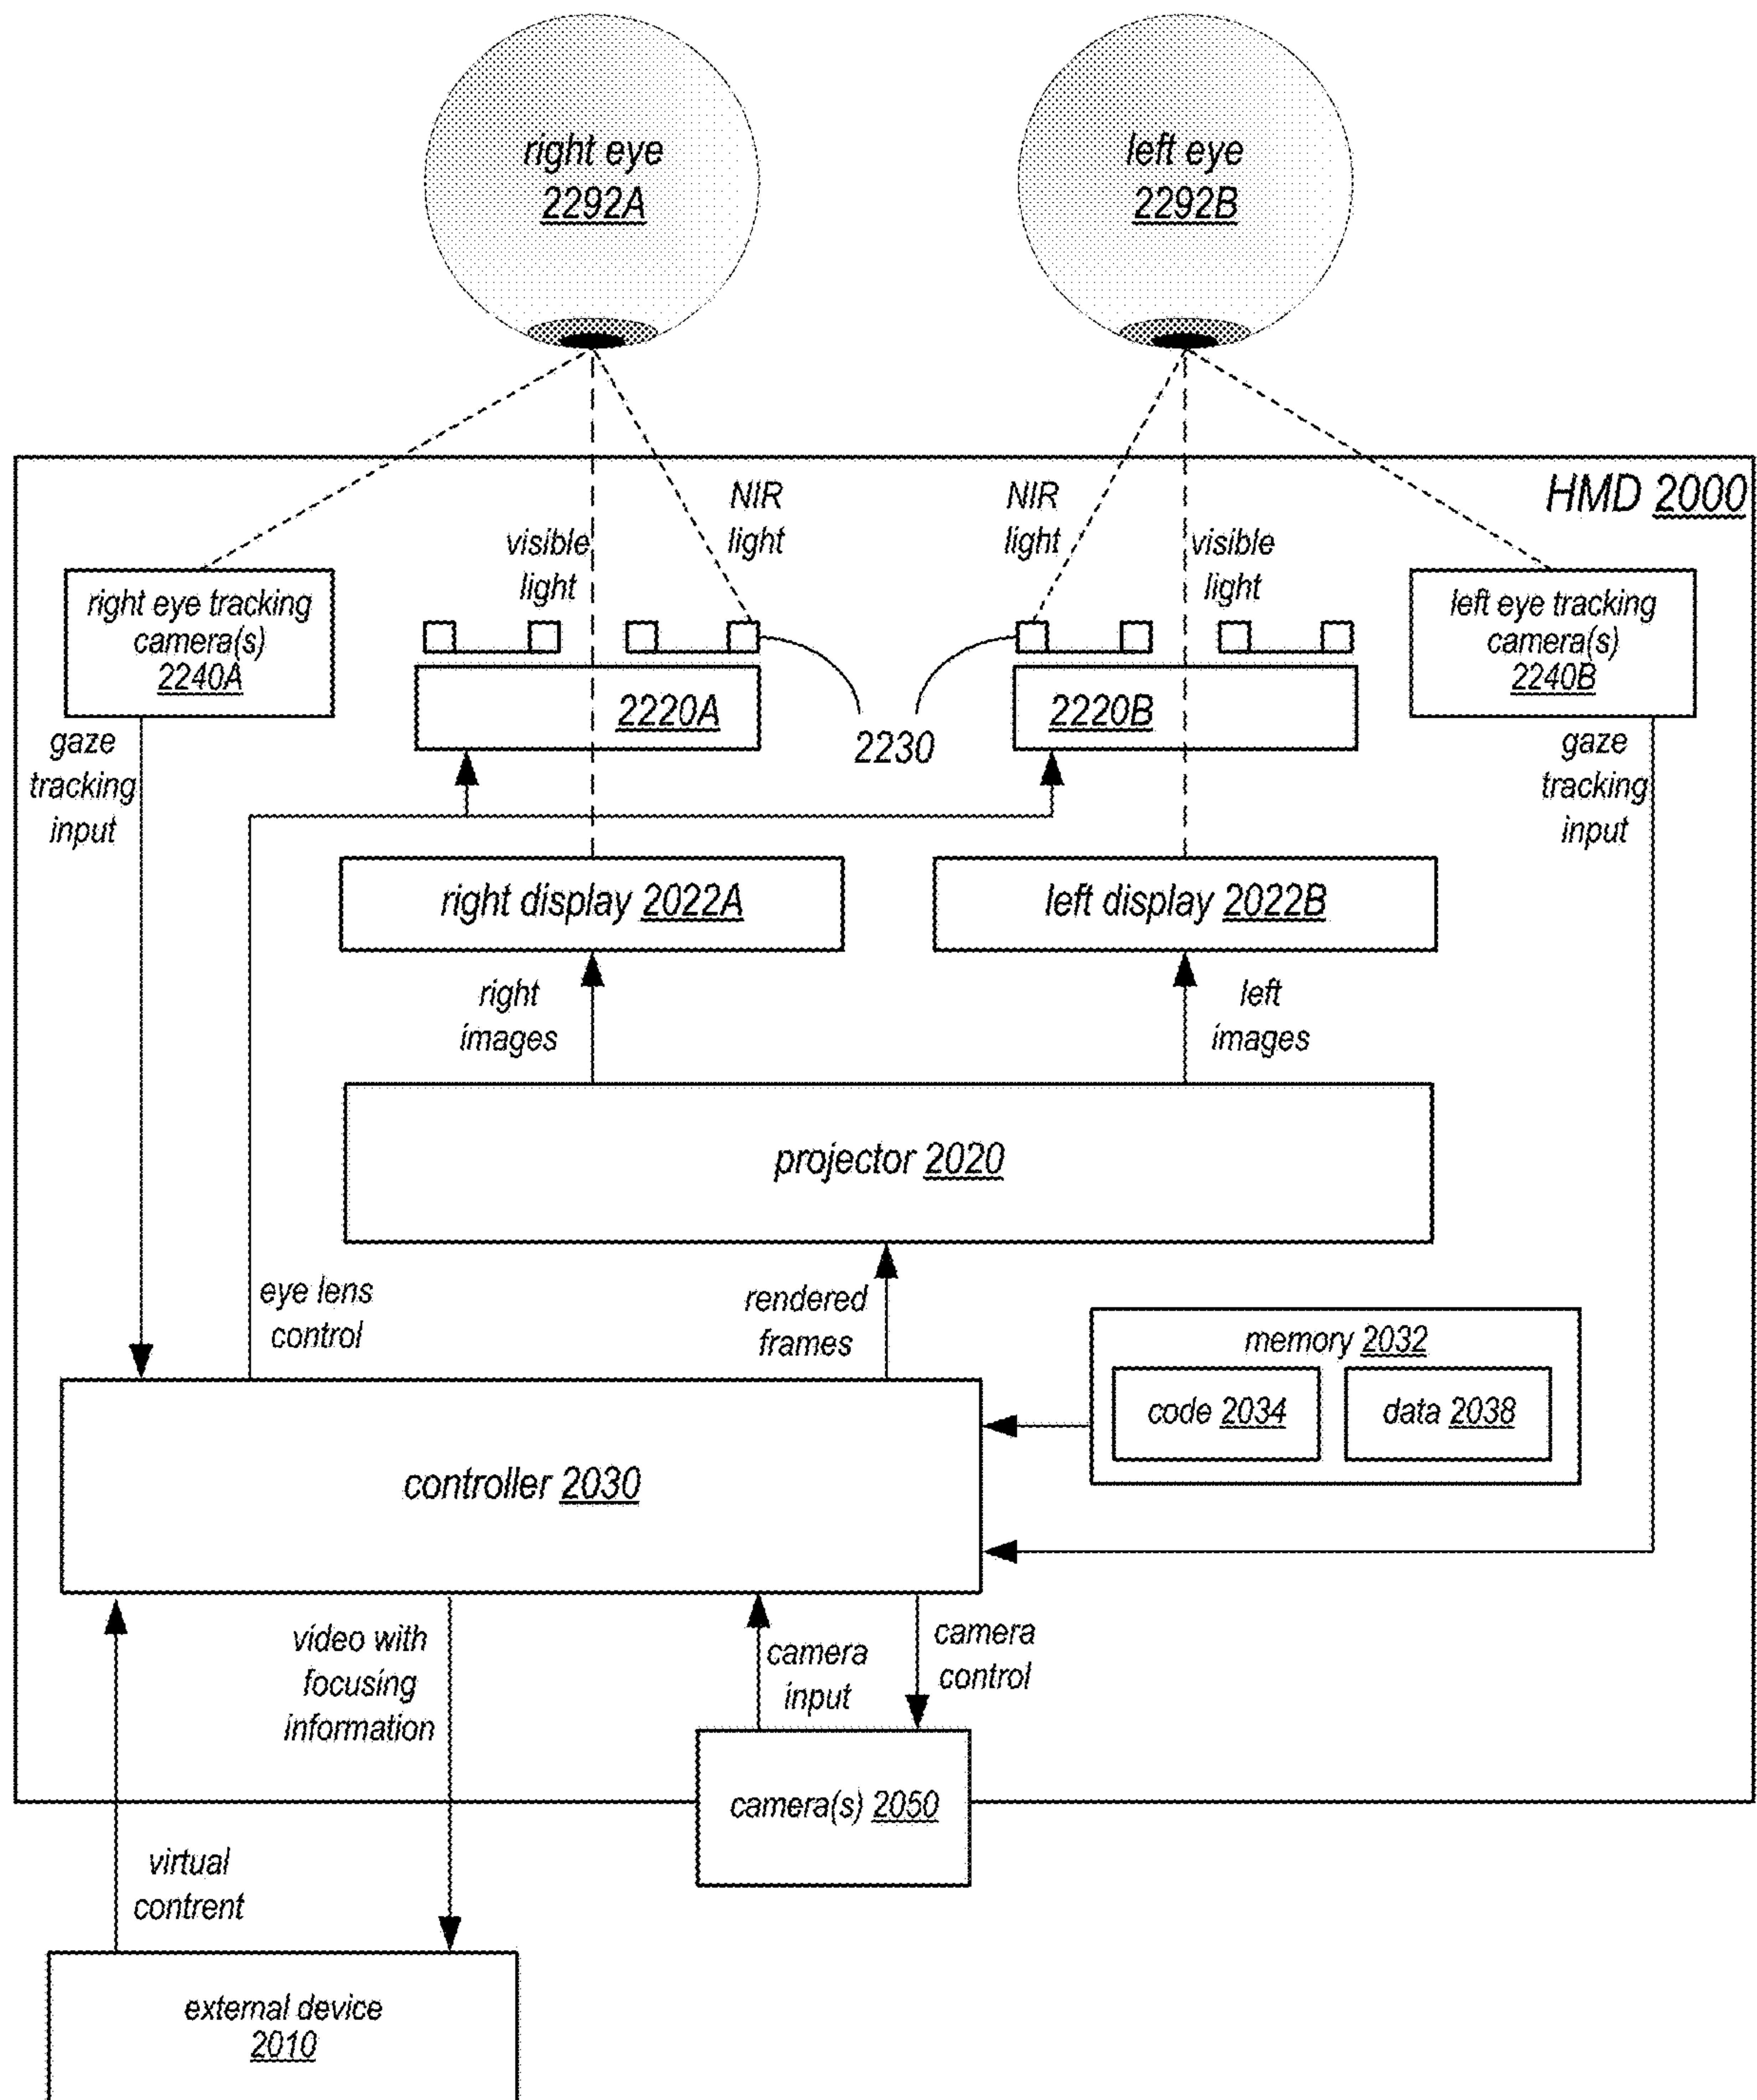 right eye
2292A
left eye
2292B
HMD 2000
NIR
light
NIR
light
visible
light
visible
light
right eye tracking
camera(s)
2240A
left eye tracking
camera(s)
2240B
2220A
2220B
2230
gaze
tracking
input
gaze
tracking
input
right display 2022A
left display 2022B
right
images
left
images
projector 2020
eye lens
control
rendered
frames
memory 2032
code 2034
data 2038
controller 2030
video with
focusing
information
camera
input
camera
control
camera(s) 2050
virtual
contrent
external device
2010